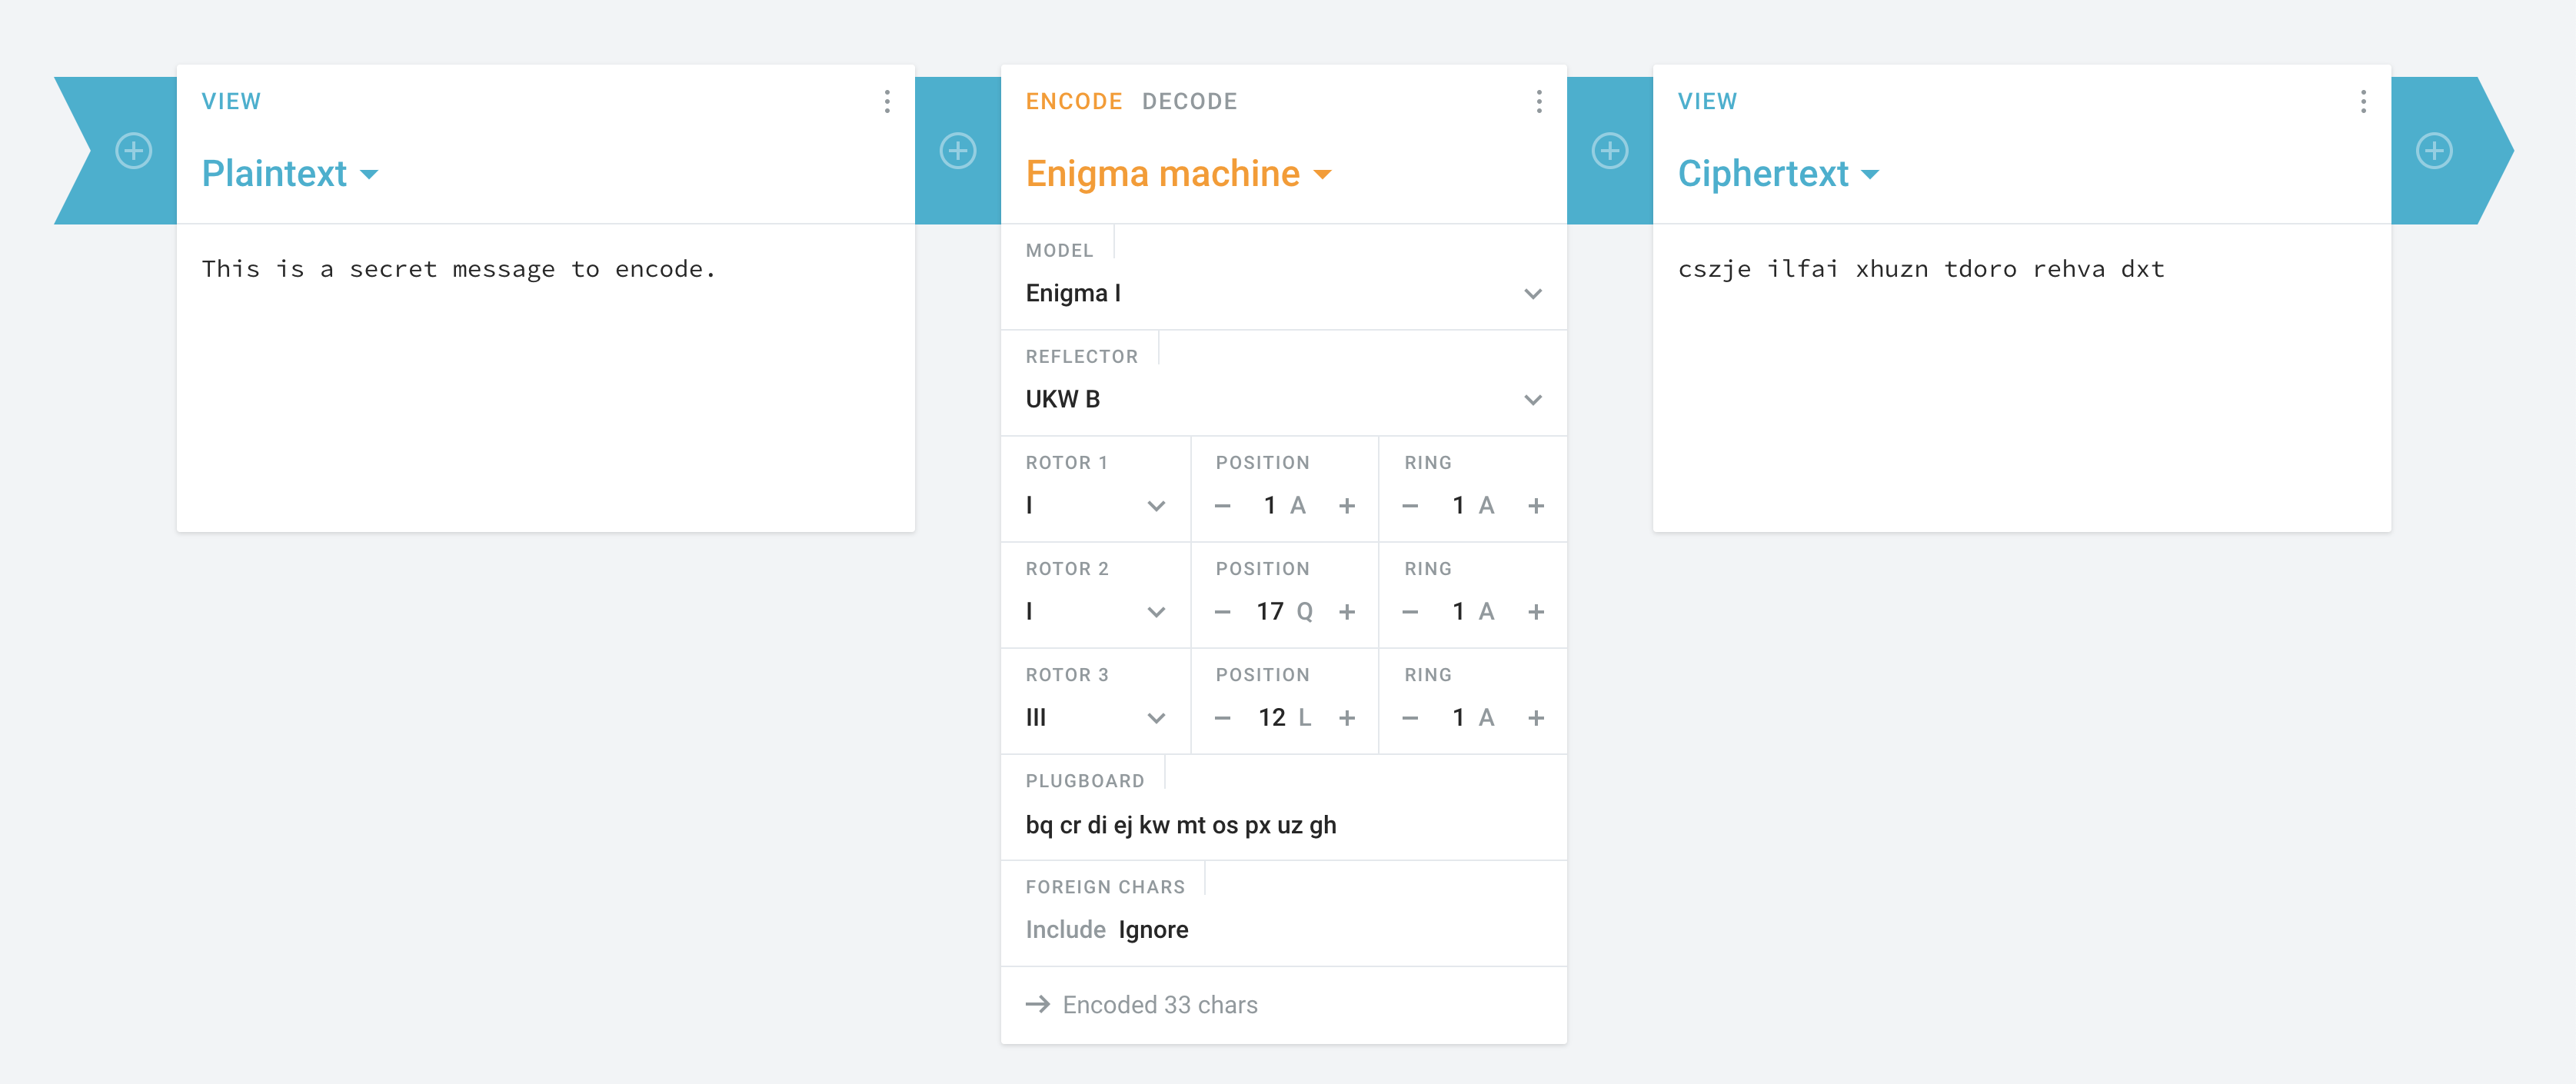 VIEW
Plaintext
This is a secret message to encode.
ENCODE DECODE
Enigma machine
MODEL
Enigma I
REFLECTOR
UKW B
ROTOR 1 POSITION RING
I 1 A 1 A
ROTOR 2 POSITION RING
I 17 Q 1 A
ROTOR 3 POSITION RING
III 12 L 1 A
PLUGBOARD
bq cr di ej kw mt os px uz gh
FOREIGN CHARS
Include Ignore
→ Encoded 33 chars
VIEW
Ciphertext
cszje ilfai xhuzn tdoro rehva dxt